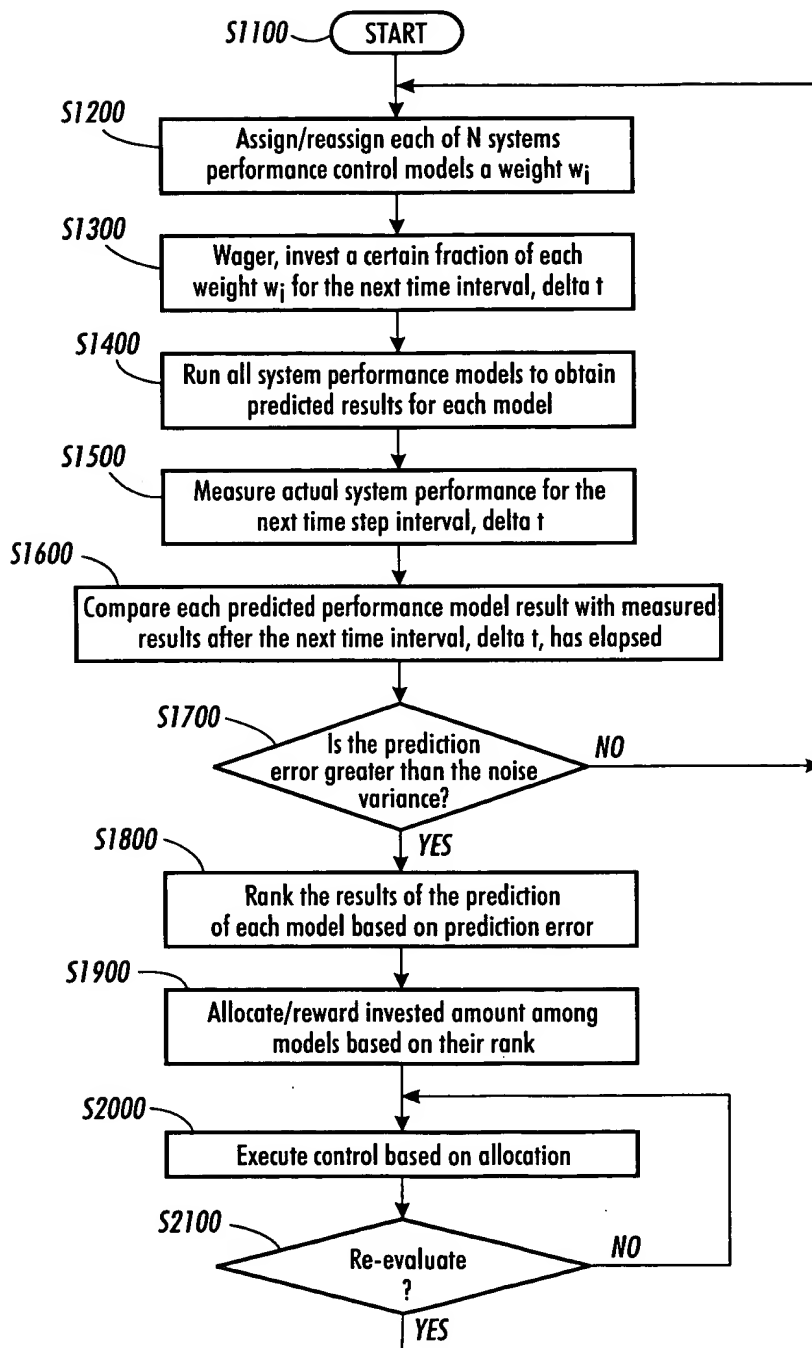 S1100
START
S1200
Assign/reassign each of N systems
performance control models a weight wi
S1300
Wager, invest a certain fraction of each
weight wi for the next time interval, delta t
S1400
Run all system performance models to obtain
predicted results for each model
S1500
Measure actual system performance for the
next time step interval, delta t
S1600
Compare each predicted performance model result with measured
results after the next time interval, delta t, has elapsed
S1700
Is the prediction
error greater than the noise
variance?
NO
YES
S1800
Rank the results of the prediction
of each model based on prediction error
S1900
Allocate/reward invested amount among
models based on their rank
S2000
Execute control based on allocation
S2100
Re-evaluate
?
NO
YES